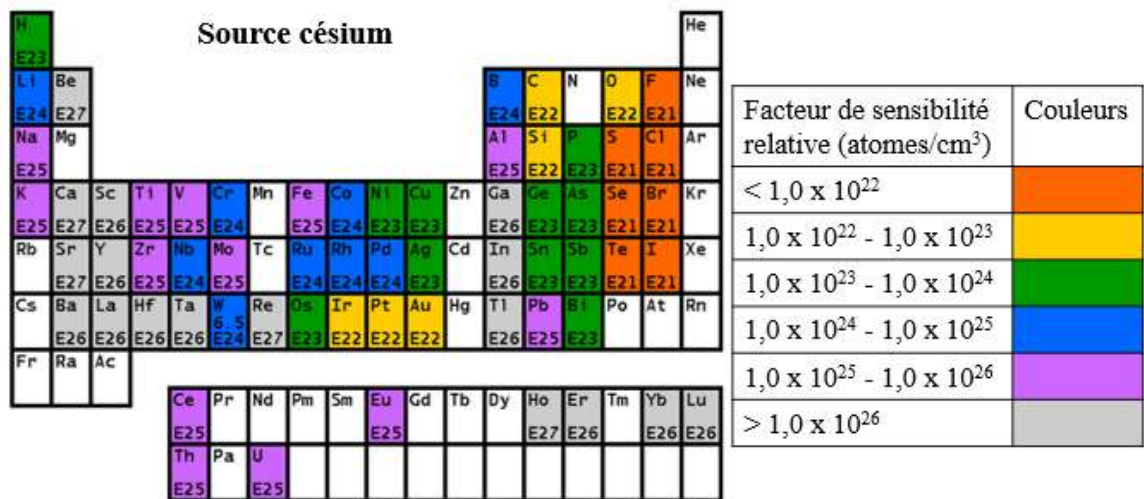 Source césium
H He
E23
Li Be B C N O F Ne
E24 E27 E24 E22 E22 E21
Na Mg Al Si P S Cl Ar
E25 E25 E22 E23 E21 E21
K Ca Sc Ti V Cr Mn Fe Co Ni Cu Zn Ga Ge As Se Br Kr
E25 E27 E26 E25 E25 E24 E25 E24 E23 E23 E26 E23 E23 E21 E21
Rb Sr Y Zr Nb Mo Tc Ru Rh Pd Ag Cd In Sn Sb Te I Xe
E27 E26 E25 E24 E25 E24 E24 E24 E23 E26 E23 E23 E21 E21
Cs Ba La Hf Ta W Re Os Ir Pt Au Hg Tl Pb Bi Po At Rn
6.5
E26 E26 E26 E26 E24 E27 E23 E22 E22 E22 E26 E25 E23
Fr Ra Ac
Ce Pr Nd Pm Sm Eu Gd Tb Dy Ho Er Tm Yb Lu
E25 E25 E27 E26 E26 E26
Th Pa U
E25 E25
Facteur de sensibilité relative (atomes/cm³) Couleurs
< 1,0 x 10²²
1,0 x 10²² - 1,0 x 10²³
1,0 x 10²³ - 1,0 x 10²⁴
1,0 x 10²⁴ - 1,0 x 10²⁵
1,0 x 10²⁵ - 1,0 x 10²⁶
> 1,0 x 10²⁶